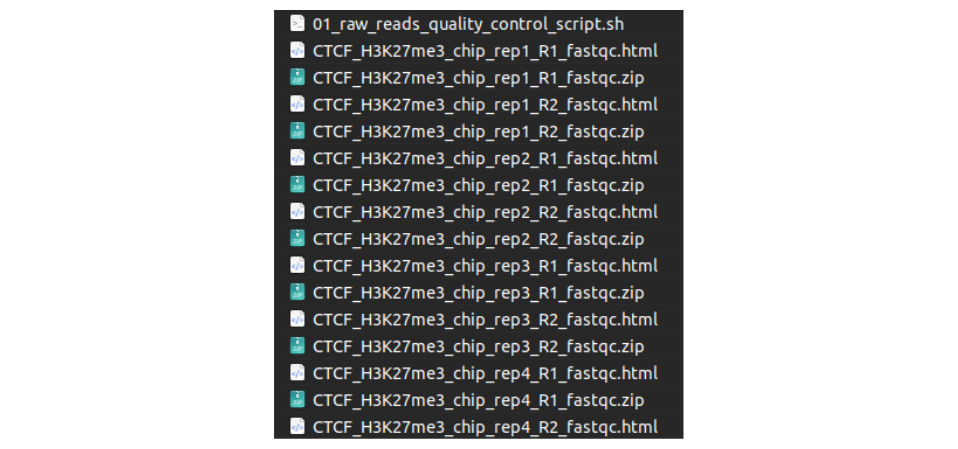 01_raw_reads_quality_control_script.sh
CTCF_H3K27me3_chip_rep1_R1_fastqc.html
CTCF_H3K27me3_chip_rep1_R1_fastqc.zip
CTCF_H3K27me3_chip_rep1_R2_fastqc.html
CTCF_H3K27me3_chip_rep1_R2_fastqc.zip
CTCF_H3K27me3_chip_rep2_R1_fastqc.html
CTCF_H3K27me3_chip_rep2_R1_fastqc.zip
CTCF_H3K27me3_chip_rep2_R2_fastqc.html
CTCF_H3K27me3_chip_rep2_R2_fastqc.zip
CTCF_H3K27me3_chip_rep3_R1_fastqc.html
CTCF_H3K27me3_chip_rep3_R1_fastqc.zip
CTCF_H3K27me3_chip_rep3_R2_fastqc.html
CTCF_H3K27me3_chip_rep3_R2_fastqc.zip
CTCF_H3K27me3_chip_rep4_R1_fastqc.html
CTCF_H3K27me3_chip_rep4_R1_fastqc.zip
CTCF_H3K27me3_chip_rep4_R2_fastqc.html